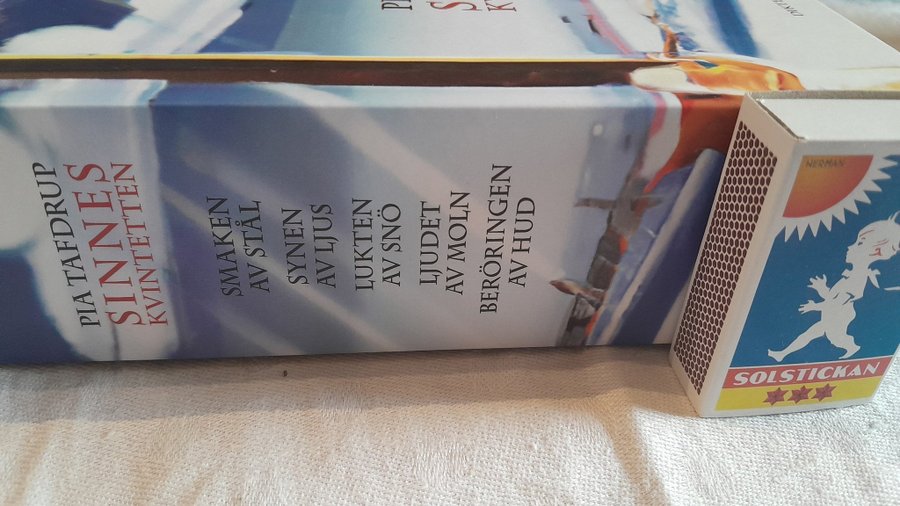 PIA TAFDRUP
SINNES
KVINTETTEN
SMAKEN
AV STÅL
SYNEN
AV LJUS
LUKTEN
AV SNÖ
LJUDET
AV MOLN
BERÖRINGEN
AV HUD
NERMAN
SOLSTICKAN